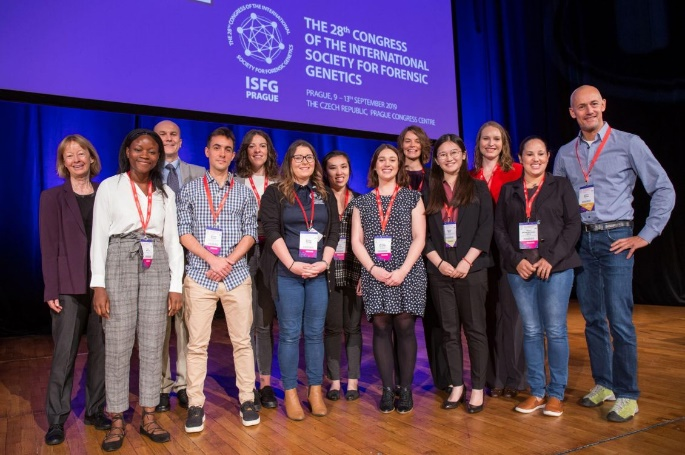 THE 28th CONGRESS OF THE INTERNATIONAL
SOCIETY FOR FORENSIC GENETICS
ISFG
PRAGUE
THE 28th CONGRESS
OF THE INTERNATIONAL
SOCIETY FOR FORENSIC
GENETICS
PRAGUE, 9 – 13TH SEPTEMBER 2019
THE CZECH REPUBLIC PRAGUE CONGRESS CENTRE